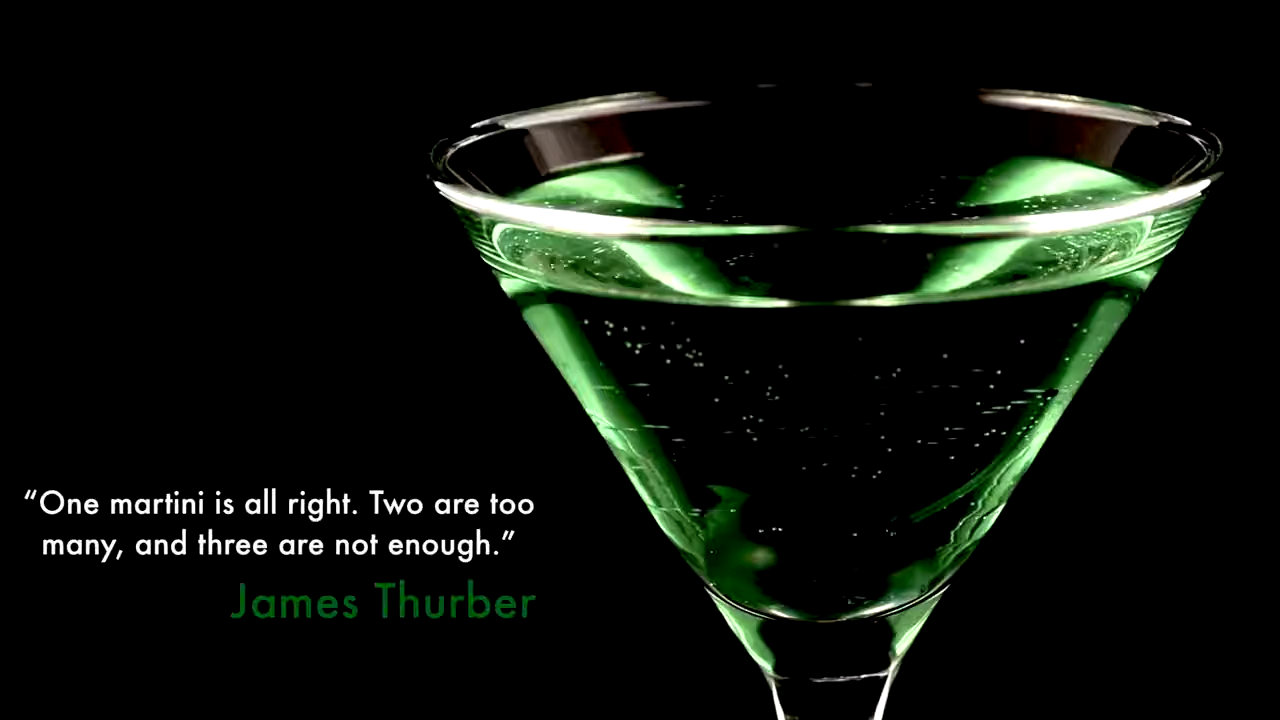 “One martini is all right. Two are too
many, and three are not enough.”
James Thurber